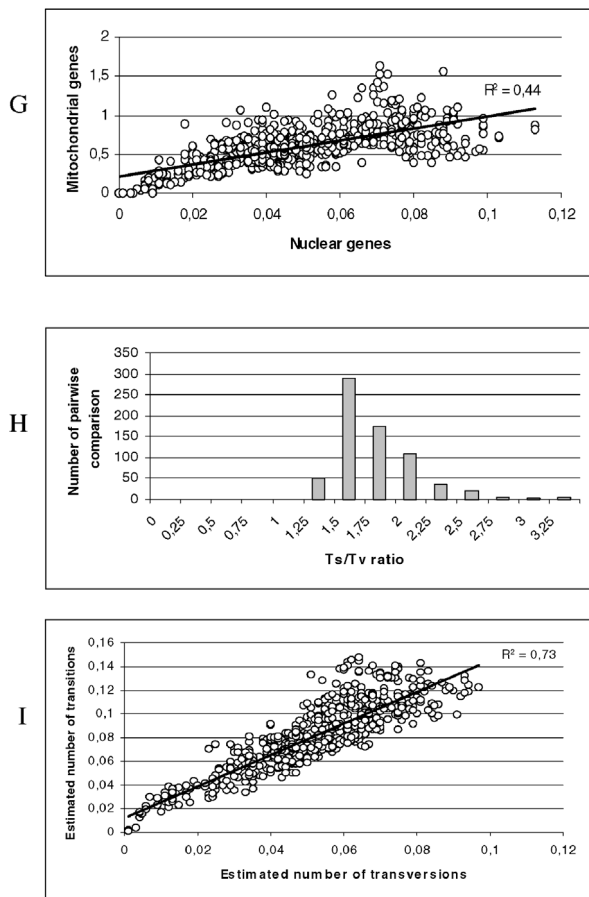 G
Mitochondrial genes
2
1,5
1
0,5
0
R² = 0,44
0 0,02 0,04 0,06 0,08 0,1 0,12
Nuclear genes
H
Number of pairwise
comparison
350
300
250
200
150
100
50
0
0 0,25 0,5 0,75 1 1,25 1,5 1,75 2 2,25 2,5 2,75 3 3,25
Ts/Tv ratio
I
Estimated number of transitions
0,16
0,14
0,12
0,1
0,08
0,06
0,04
0,02
0
R² = 0,73
0 0,02 0,04 0,06 0,08 0,1 0,12
Estimated number of transversions